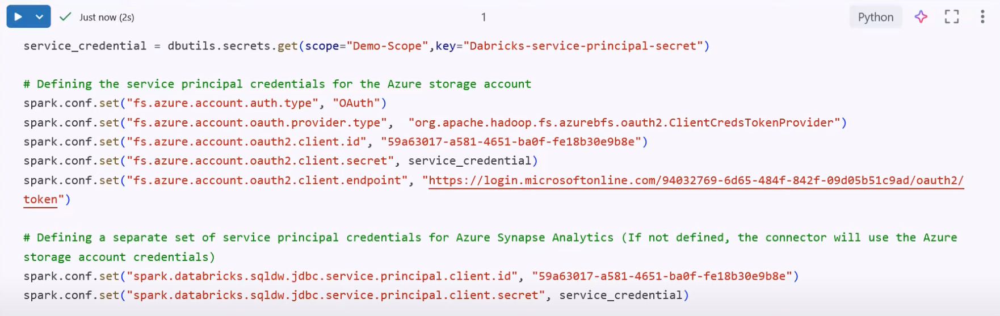 Just now (2s)
1
Python
service_credential = dbutils.secrets.get(scope="Demo-Scope",key="Dabricks-service-principal-secret")
# Defining the service principal credentials for the Azure storage account
spark.conf.set("fs.azure.account.auth.type", "OAuth")
spark.conf.set("fs.azure.account.oauth.provider.type",  "org.apache.hadoop.fs.azurebfs.oauth2.ClientCredsTokenProvider")
spark.conf.set("fs.azure.account.oauth2.client.id", "59a63017-a581-4651-ba0f-fe18b30e9b8e")
spark.conf.set("fs.azure.account.oauth2.client.secret", service_credential)
spark.conf.set("fs.azure.account.oauth2.client.endpoint", "https://login.microsoftonline.com/94032769-6d65-484f-842f-09d05b51c9ad/oauth2/
token")
# Defining a separate set of service principal credentials for Azure Synapse Analytics (If not defined, the connector will use the Azure
storage account credentials)
spark.conf.set("spark.databricks.sqldw.jdbc.service.principal.client.id", "59a63017-a581-4651-ba0f-fe18b30e9b8e")
spark.conf.set("spark.databricks.sqldw.jdbc.service.principal.client.secret", service_credential)